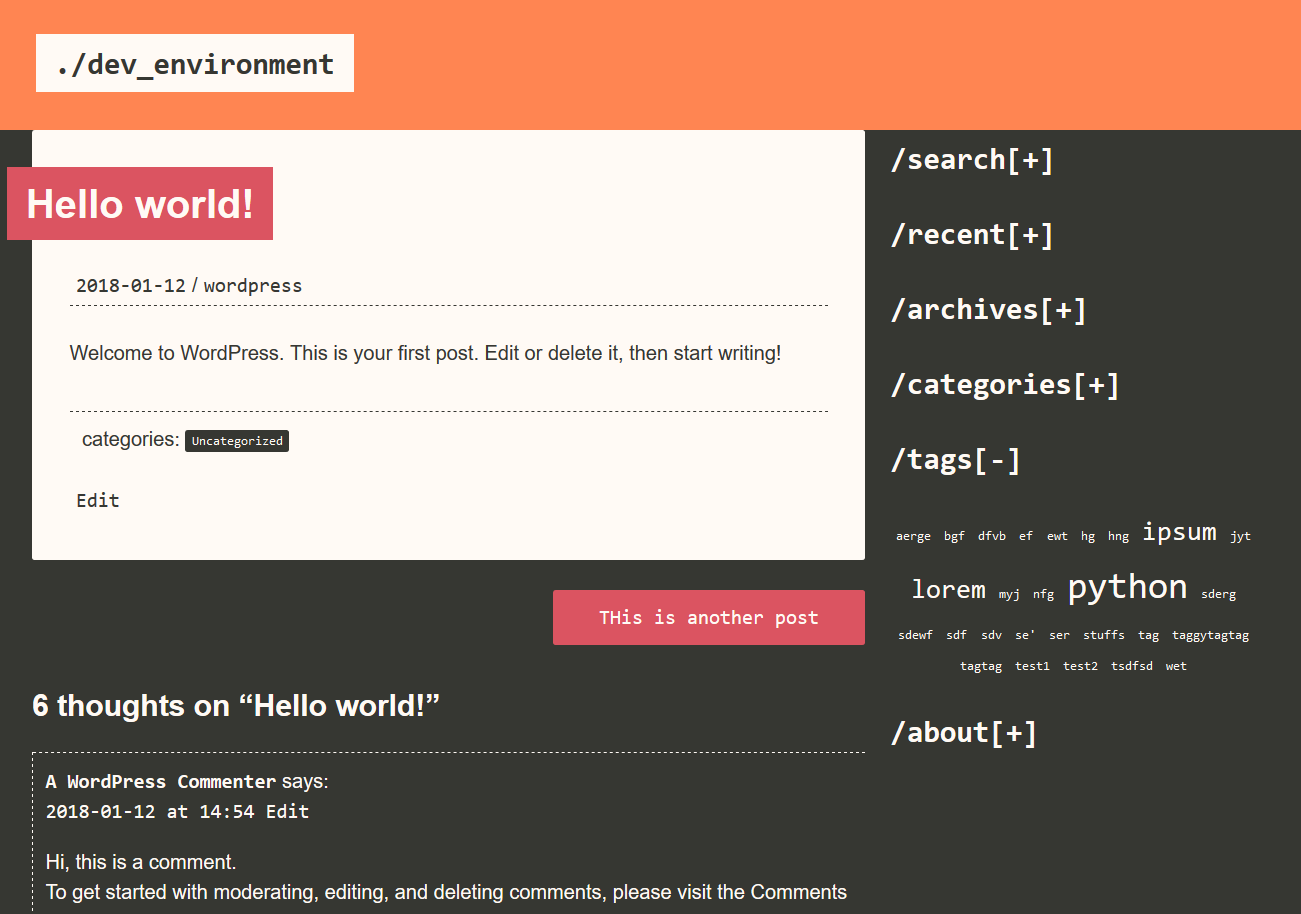 ./dev_environment
Hello world!
2018-01-12 / wordpress
Welcome to WordPress. This is your first post. Edit or delete it, then start writing!
categories: Uncategorized
Edit
THis is another post
6 thoughts on “Hello world!”
A WordPress Commenter says:
2018-01-12 at 14:54 Edit
Hi, this is a comment.
To get started with moderating, editing, and deleting comments, please visit the Comments
/search[+]
/recent[+]
/archives[+]
/categories[+]
/tags[-]
aerge bgf dfvb ef ewt hg hng ipsum jyt
lorem myj nfg python sderg
sdewf sdf sdv se' ser stuffs tag taggytagtag
tagtag test1 test2 tsdfsd wet
/about[+]